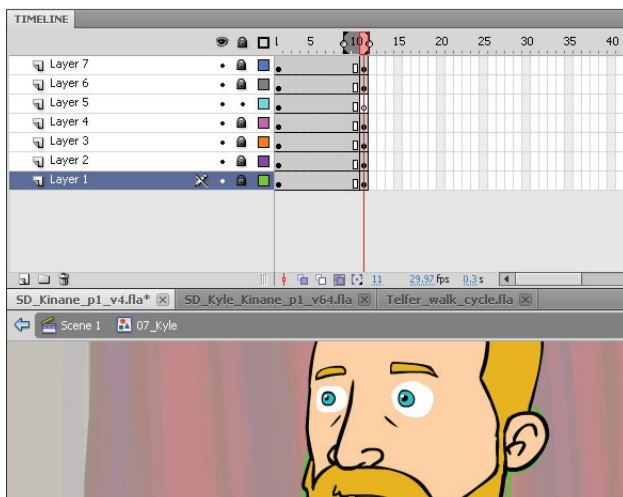 TIMELINE
1 5 10 15 20 25 30 35 40
Layer 7
Layer 6
Layer 5
Layer 4
Layer 3
Layer 2
Layer 1
11 29.97 fps 0.3 s
SD_Kinane_p1_v4.fla* SD_Kyle_Kinane_p1_v64.fla Telfer_walk_cycle.fla
Scene 1 07_Kyle